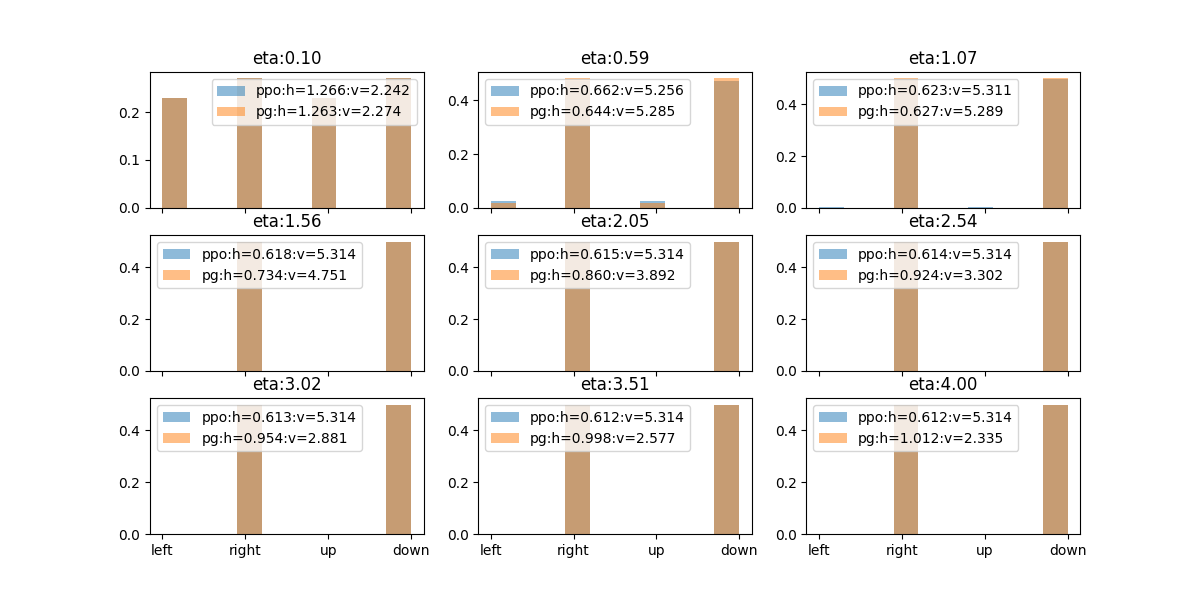 eta:0.10
ppo:h=1.266:v=2.242
pg:h=1.263:v=2.274
0.2
0.1
0.0
eta:0.59
ppo:h=0.662:v=5.256
pg:h=0.644:v=5.285
0.4
0.2
0.0
eta:1.07
ppo:h=0.623:v=5.311
pg:h=0.627:v=5.289
0.4
0.2
0.0
eta:1.56
ppo:h=0.618:v=5.314
pg:h=0.734:v=4.751
0.4
0.2
0.0
eta:2.05
ppo:h=0.615:v=5.314
pg:h=0.860:v=3.892
0.4
0.2
0.0
eta:2.54
ppo:h=0.614:v=5.314
pg:h=0.924:v=3.302
0.4
0.2
0.0
eta:3.02
ppo:h=0.613:v=5.314
pg:h=0.954:v=2.881
0.4
0.2
0.0
left right up down
eta:3.51
ppo:h=0.612:v=5.314
pg:h=0.998:v=2.577
0.4
0.2
0.0
left right up down
eta:4.00
ppo:h=0.612:v=5.314
pg:h=1.012:v=2.335
0.4
0.2
0.0
left right up down